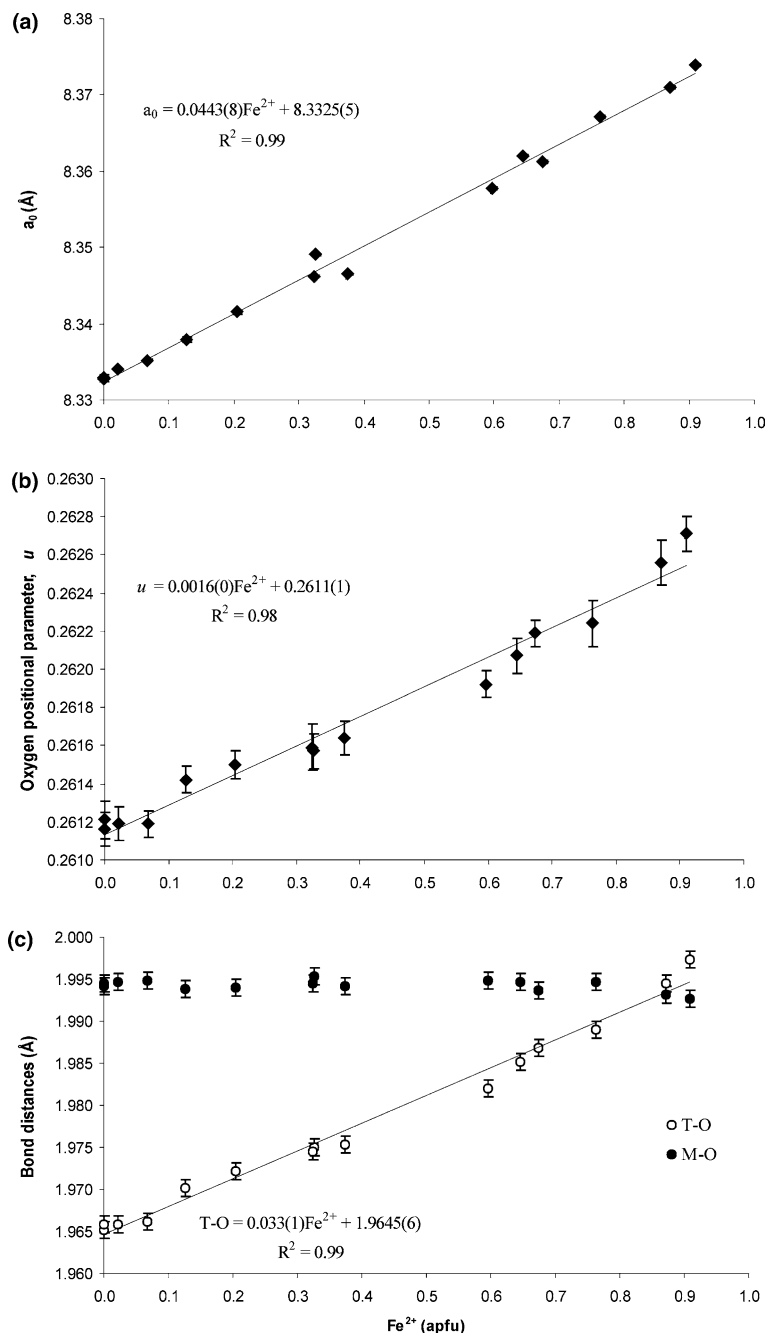 (a)
8.38
8.37
8.36
8.35
8.34
8.33
a₀ (Å)
a₀ = 0.0443(8)Fe²⁺ + 8.3325(5)
R² = 0.99
0.0 0.1 0.2 0.3 0.4 0.5 0.6 0.7 0.8 0.9 1.0
(b)
0.2630
0.2628
0.2626
0.2624
0.2622
0.2620
0.2618
0.2616
0.2614
0.2612
0.2610
Oxygen positional parameter, u
u = 0.0016(0)Fe²⁺ + 0.2611(1)
R² = 0.98
0.0 0.1 0.2 0.3 0.4 0.5 0.6 0.7 0.8 0.9 1.0
(c)
2.000
1.995
1.990
1.985
1.980
1.975
1.970
1.965
1.960
Bond distances (Å)
T-O
M-O
T-O = 0.033(1)Fe²⁺ + 1.9645(6)
R² = 0.99
0.0 0.1 0.2 0.3 0.4 0.5 0.6 0.7 0.8 0.9 1.0
Fe²⁺ (apfu)